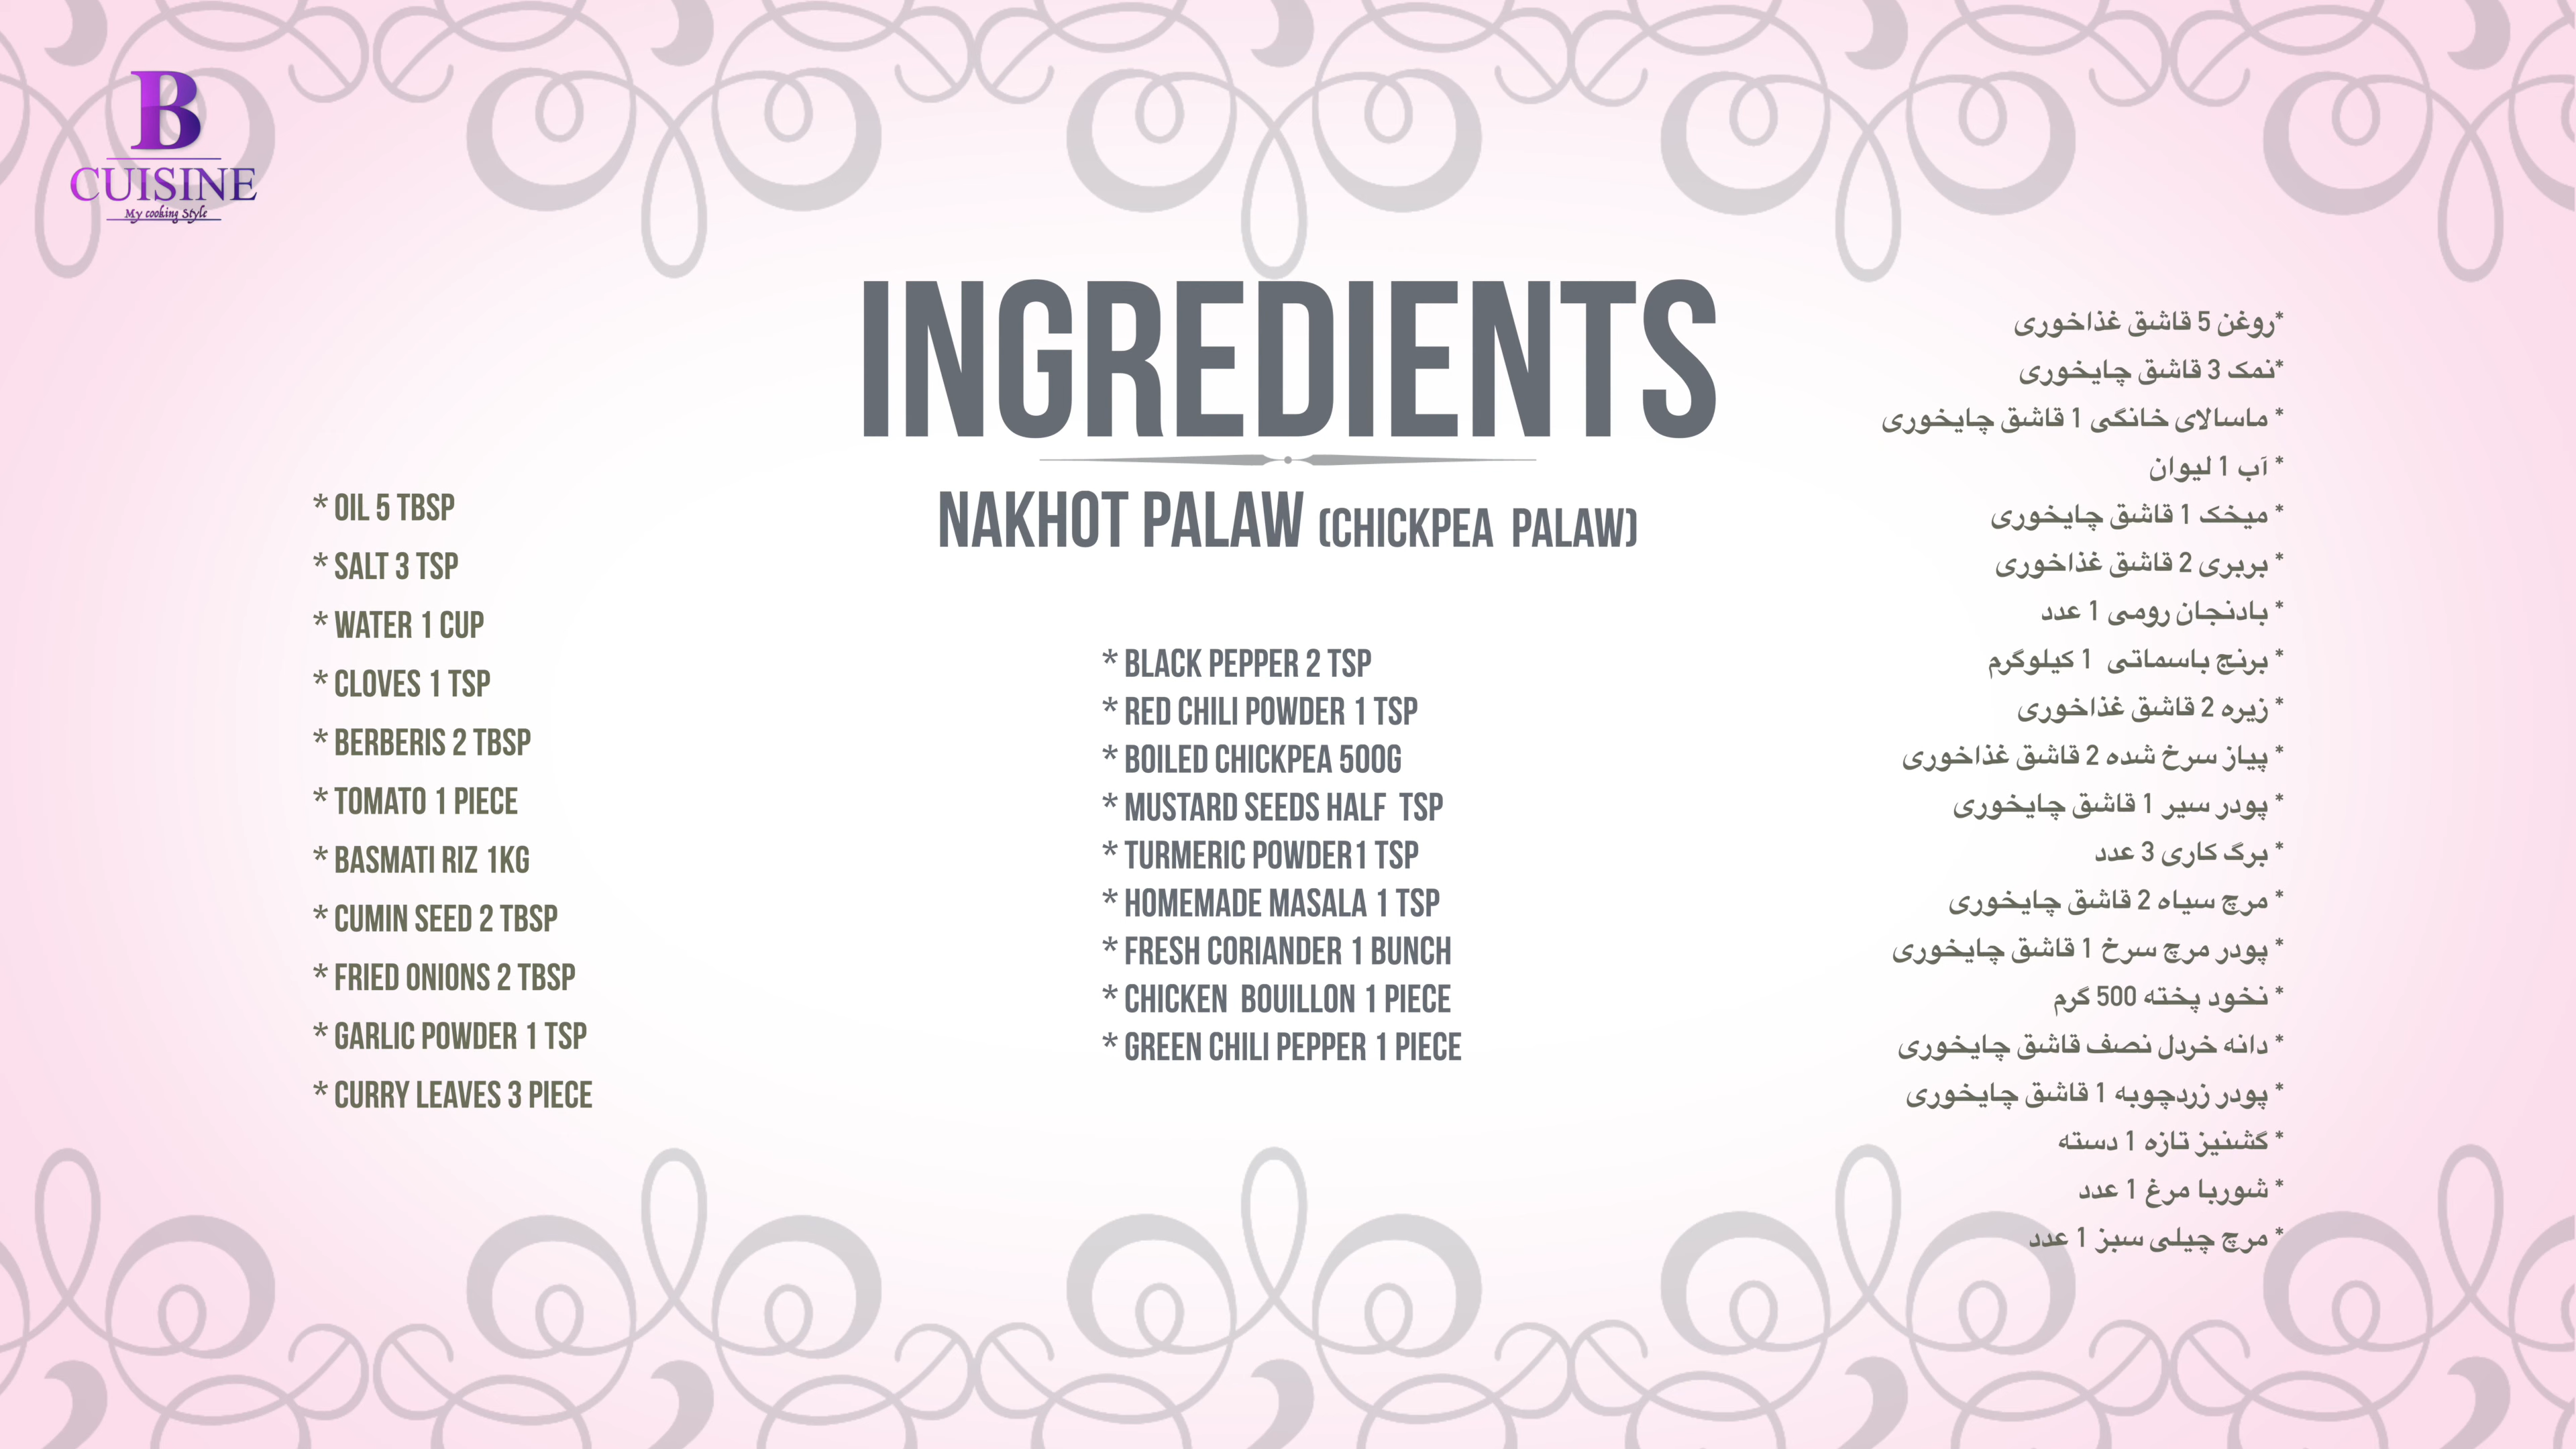 B
CUISINE
My cooking Style
INGREDIENTS
NAKHOT PALAW (CHICKPEA PALAW)
* OIL 5 TBSP
* SALT 3 TSP
* WATER 1 CUP
* CLOVES 1 TSP
* BERBERIS 2 TBSP
* TOMATO 1 PIECE
* BASMATI RIZ 1KG
* CUMIN SEED 2 TBSP
* FRIED ONIONS 2 TBSP
* GARLIC POWDER 1 TSP
* CURRY LEAVES 3 PIECE
* BLACK PEPPER 2 TSP
* RED CHILI POWDER 1 TSP
* BOILED CHICKPEA 500G
* MUSTARD SEEDS HALF TSP
* TURMERIC POWDER1 TSP
* HOMEMADE MASALA 1 TSP
* FRESH CORIANDER 1 BUNCH
* CHICKEN BOUILLON 1 PIECE
* GREEN CHILI PEPPER 1 PIECE
*روغن 5 قاشق غذاخوری
*نمک 3 قاشق چایخوری
* ماسالای خانگی 1 قاشق چایخوری
* آب 1 لیوان
* میخک 1 قاشق چایخوری
* بربری 2 قاشق غذاخوری
* بادنجان رومی 1 عدد
* برنج باسماتی 1 کیلوگرم
* زیره 2 قاشق غذاخوری
* پیاز سرخ شده 2 قاشق غذاخوری
* پودر سیر 1 قاشق چایخوری
* برگ کاری 3 عدد
* مرچ سیاه 2 قاشق چایخوری
* پودر مرچ سرخ 1 قاشق چایخوری
* نخود پخته 500 گرم
* دانه خردل نصف قاشق چایخوری
* پودر زردچوبه 1 قاشق چایخوری
* گشنیز تازه 1 دسته
* شوربا مرغ 1 عدد
* مرچ چیلی سبز 1 عدد